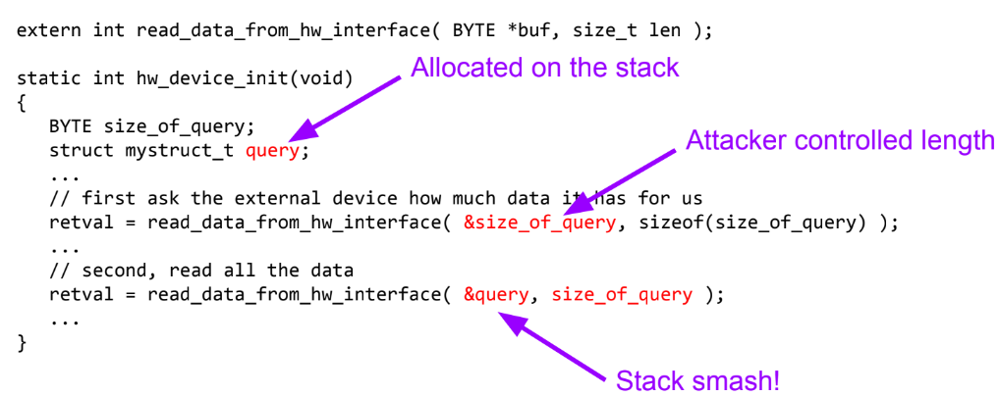 extern int read_data_from_hw_interface( BYTE *buf, size_t len );
Allocated on the stack
static int hw_device_init(void)
{
BYTE size_of_query;
struct mystruct_t query;
Attacker controlled length
...
// first ask the external device how much data it has for us
retval = read_data_from_hw_interface( &size_of_query, sizeof(size_of_query) );
...
// second, read all the data
retval = read_data_from_hw_interface( &query, size_of_query );
...
}
Stack smash!